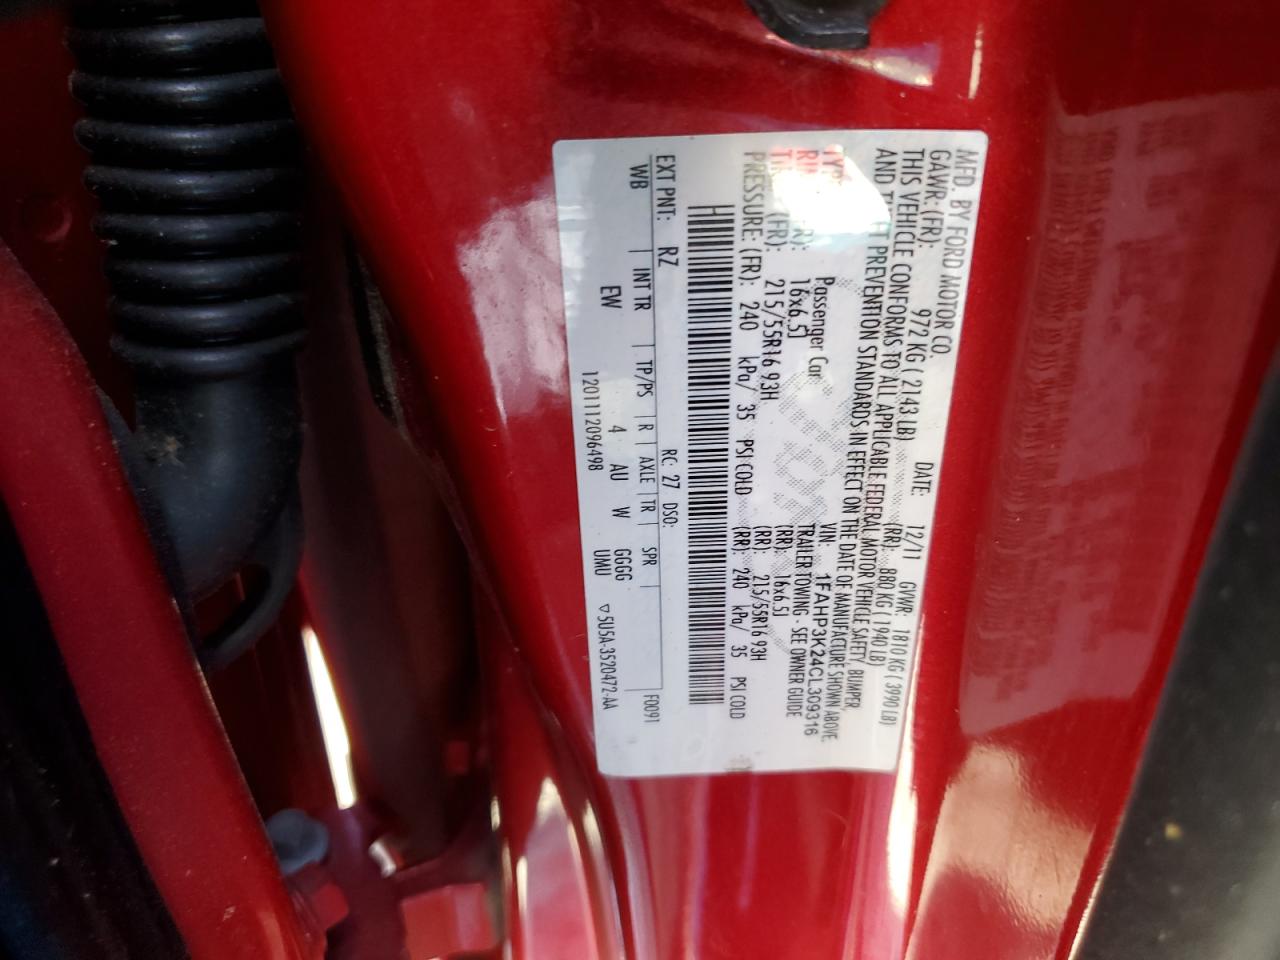 MFD. BY FORD MOTOR CO.
DATE: 12/11 GVWR: 1810 KG ( 3990 LB)
GAWR: (FR): 972 KG ( 2143 LB) (RR): 880 KG ( 1940 LB)
THIS VEHICLE CONFORMS TO ALL APPLICABLE FEDERAL MOTOR VEHICLE SAFETY, BUMPER,
AND PREVENTION STANDARDS IN EFFECT ON THE DATE OF MANUFACTURE SHOWN ABOVE.
VIN: 1FAHP3K24CL309316
Passenger Car TRAILER TOWING - SEE OWNER GUIDE
16x6.5J (RR): 16x6.5J
(FR): 215/55R16 93H (RR): 215/55R16 93H
PRESSURE: (FR): 240 kPa/ 35 PSI COLD (RR): 240 kPa/ 35 PSI COLD
EXT PNT: RZ RC: 27 DSO: F0091
WB | INT TR | TP/PS | R | AXLE | TR | SPR
EW 4 AU W GGGG
UMU
1201112096498 ▽ 5U5A-3520472-AA